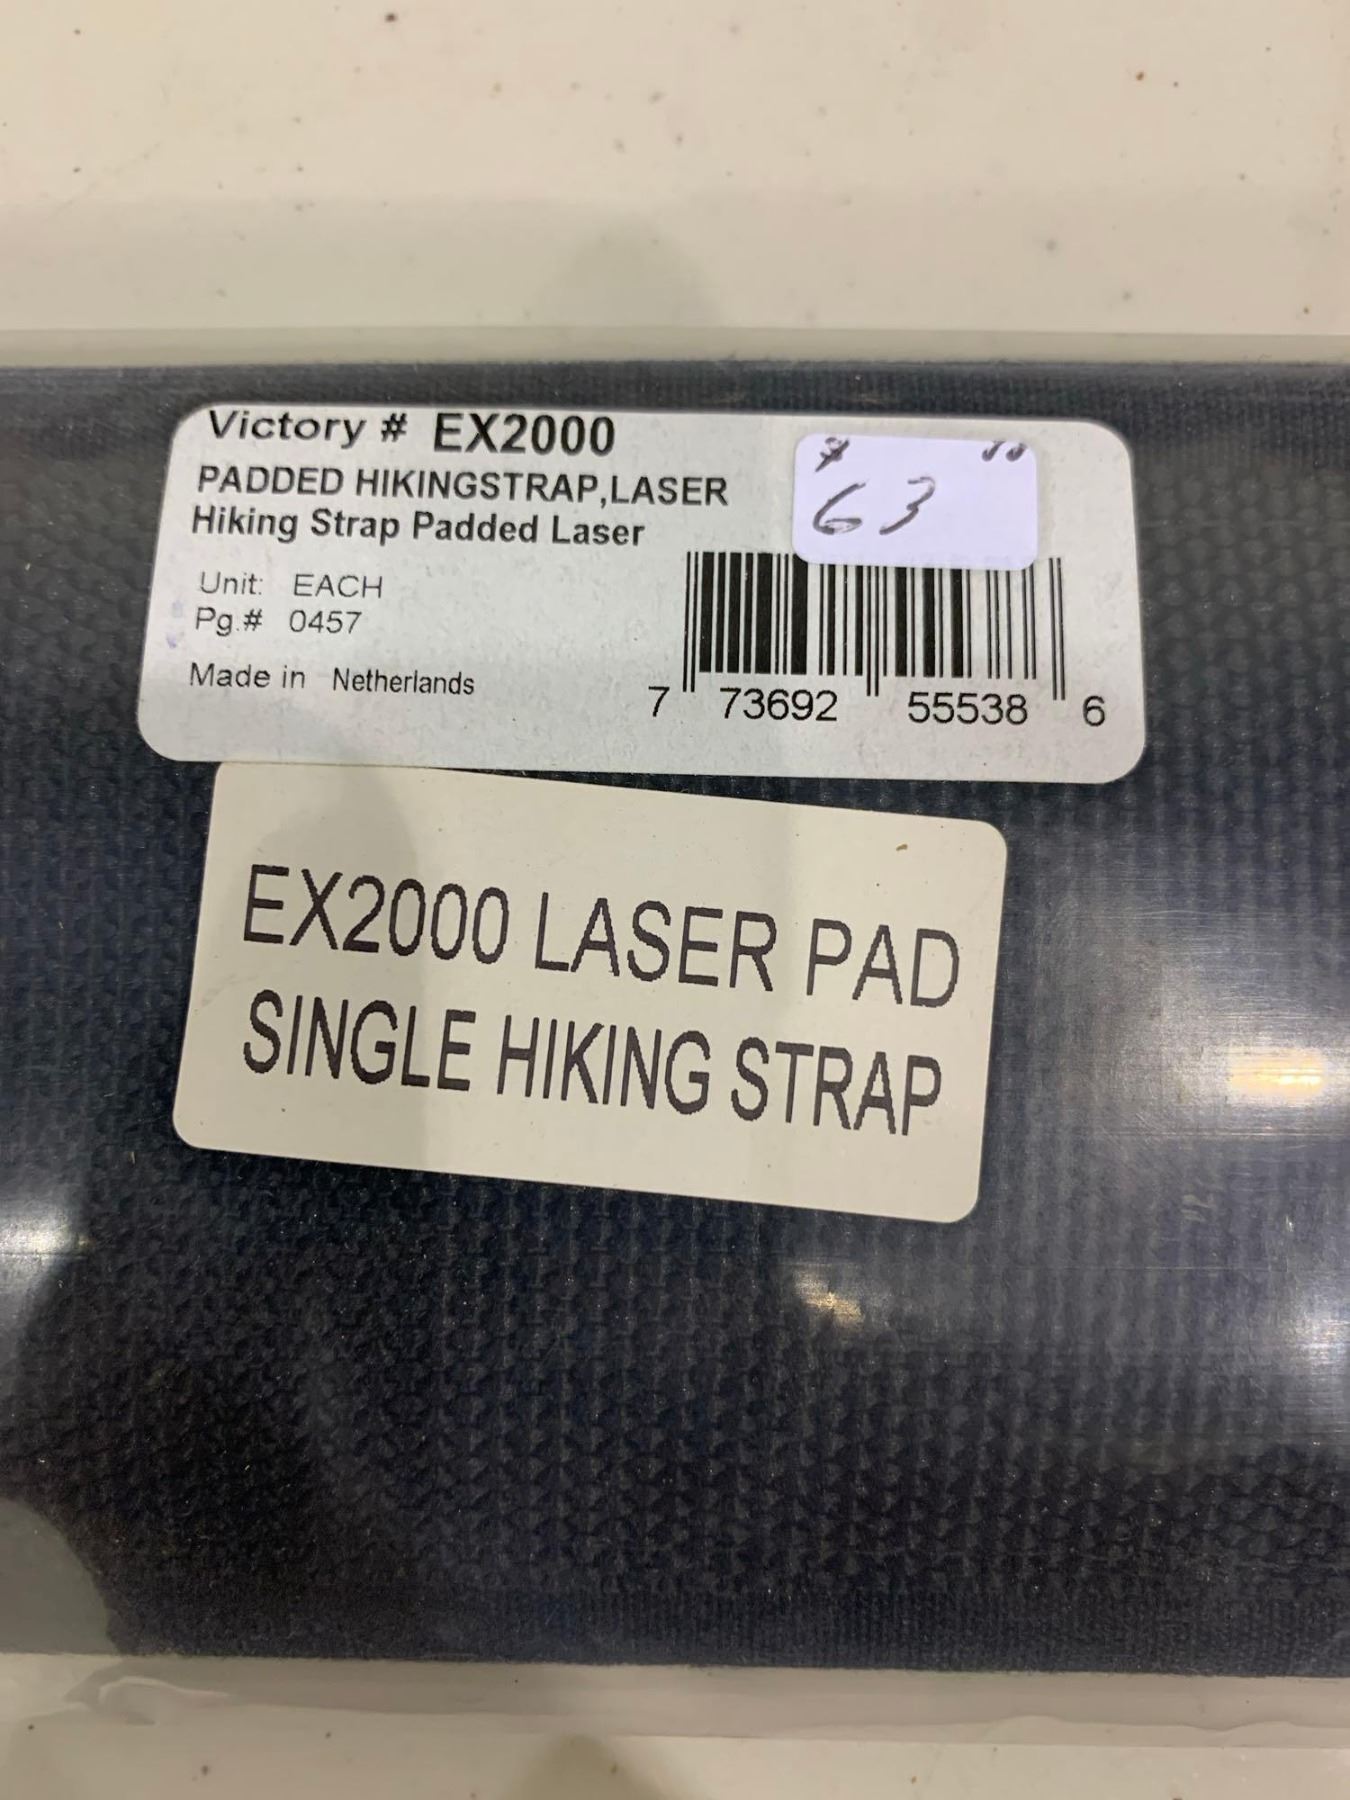 Victory # EX2000
PADDED HIKINGSTRAP,LASER
Hiking Strap Padded Laser
$ 63
Unit: EACH
Pg.# 0457
Made in Netherlands
7 73692 55538 6
EX2000 LASER PAD
SINGLE HIKING STRAP